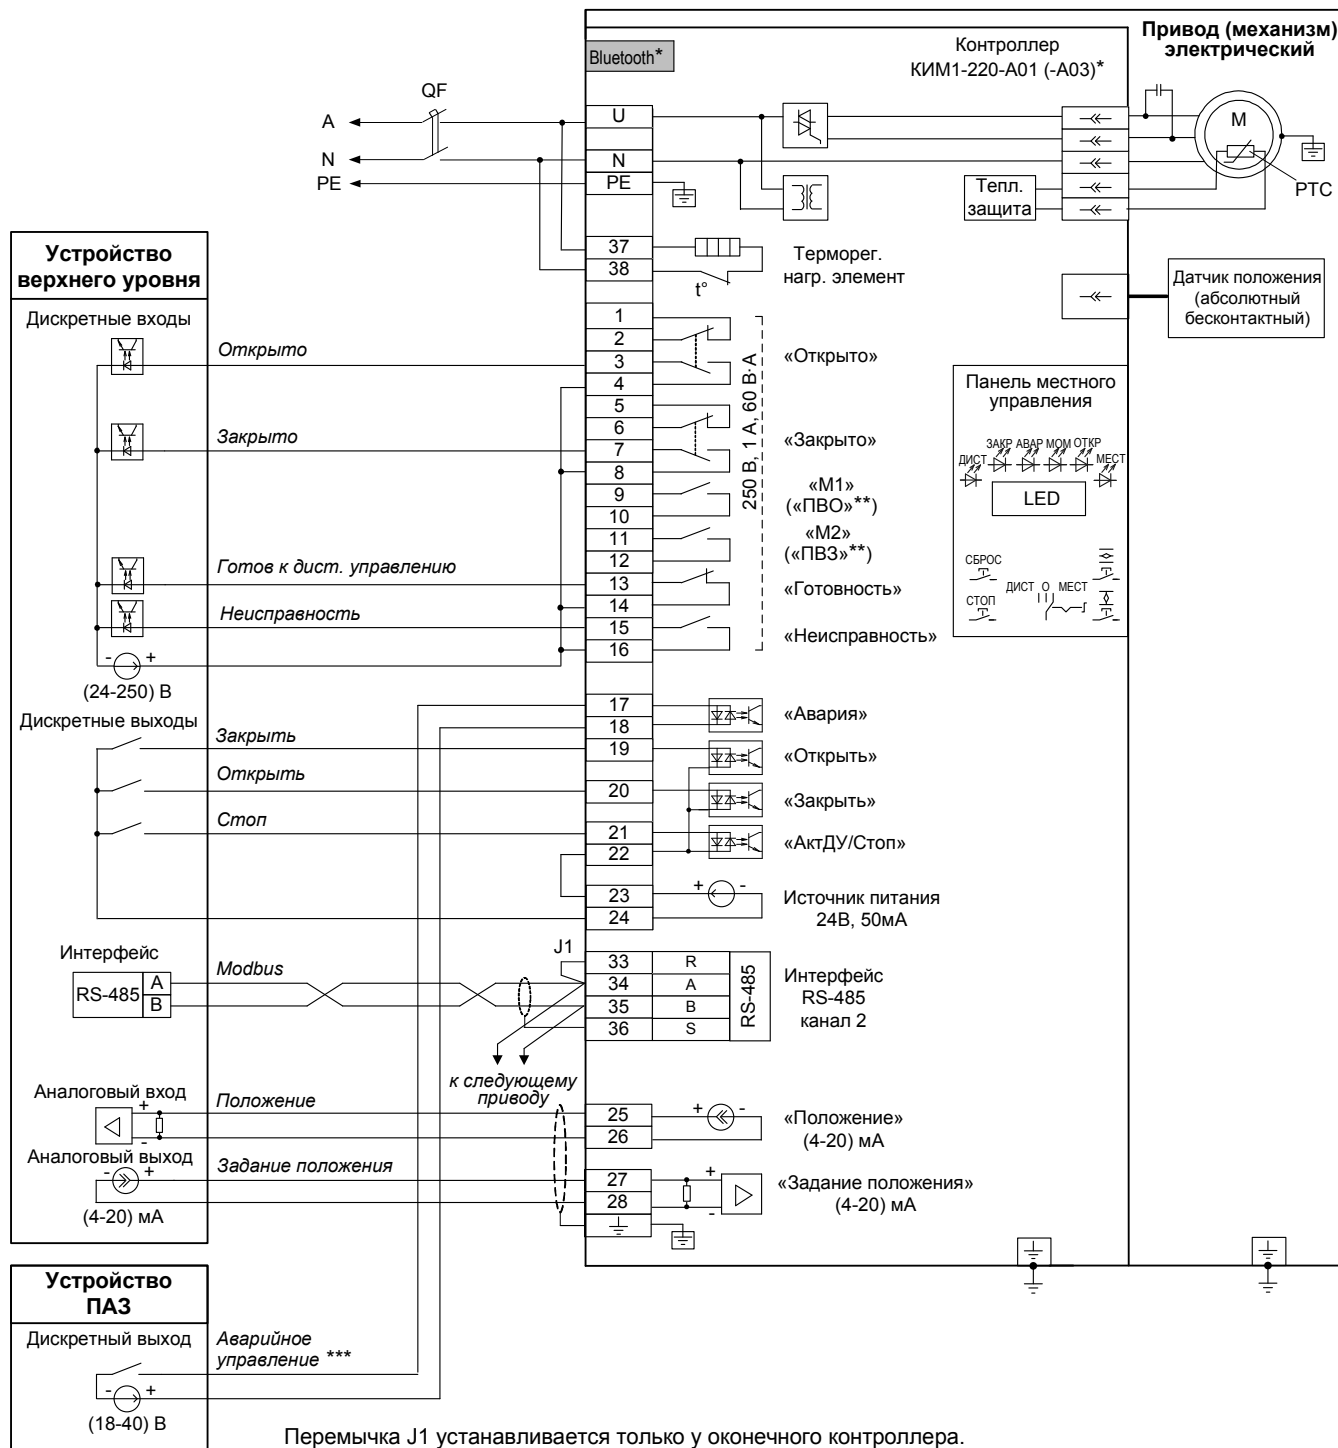 Привод (механизм)
электрический
Контроллер
КИМ1-220-А01 (-А03)*
Bluetooth*
QF
A
N
PE
U
N
PE
M
PTC
Тепл.
защита
37
38
t°
Терморег.
нагр. элемент
Датчик положения
(абсолютный
бесконтактный)
Устройство
верхнего уровня
Дискретные входы
Открыто
Закрыто
Готов к дист. управлению
Неисправность
- +
(24-250) В
1
2
3
4
5
6
7
8
9
10
11
12
13
14
15
16
250 В, 1 А, 60 В·А
«Открыто»
«Закрыто»
«М1»
(«ПВО»**)
«М2»
(«ПВЗ»**)
«Готовность»
«Неисправность»
Панель местного
управления
ДИСТ ЗАКР АВАР МОМ ОТКР МЕСТ
LED
СБРОС
СТОП
ДИСТ О МЕСТ
Дискретные выходы
Закрыть
Открыть
Стоп
17
18
19
20
21
22
23
24
«Авария»
«Открыть»
«Закрыть»
«АктДУ/Стоп»
+ -
Источник питания
24В, 50мА
Интерфейс
RS-485
A
B
Modbus
J1
33 R
34 A
35 B
36 S
RS-485
Интерфейс
RS-485
канал 2
к следующему
приводу
Аналоговый вход
+
-
Положение
25
26
+ -
«Положение»
(4-20) мА
Аналоговый выход
- +
(4-20) мА
Задание положения
27
28
+
-
«Задание положения»
(4-20) мА
Устройство
ПАЗ
Дискретный выход
Аварийное
управление ***
- +
(18-40) В
Перемычка J1 устанавливается только у оконечного контроллера.